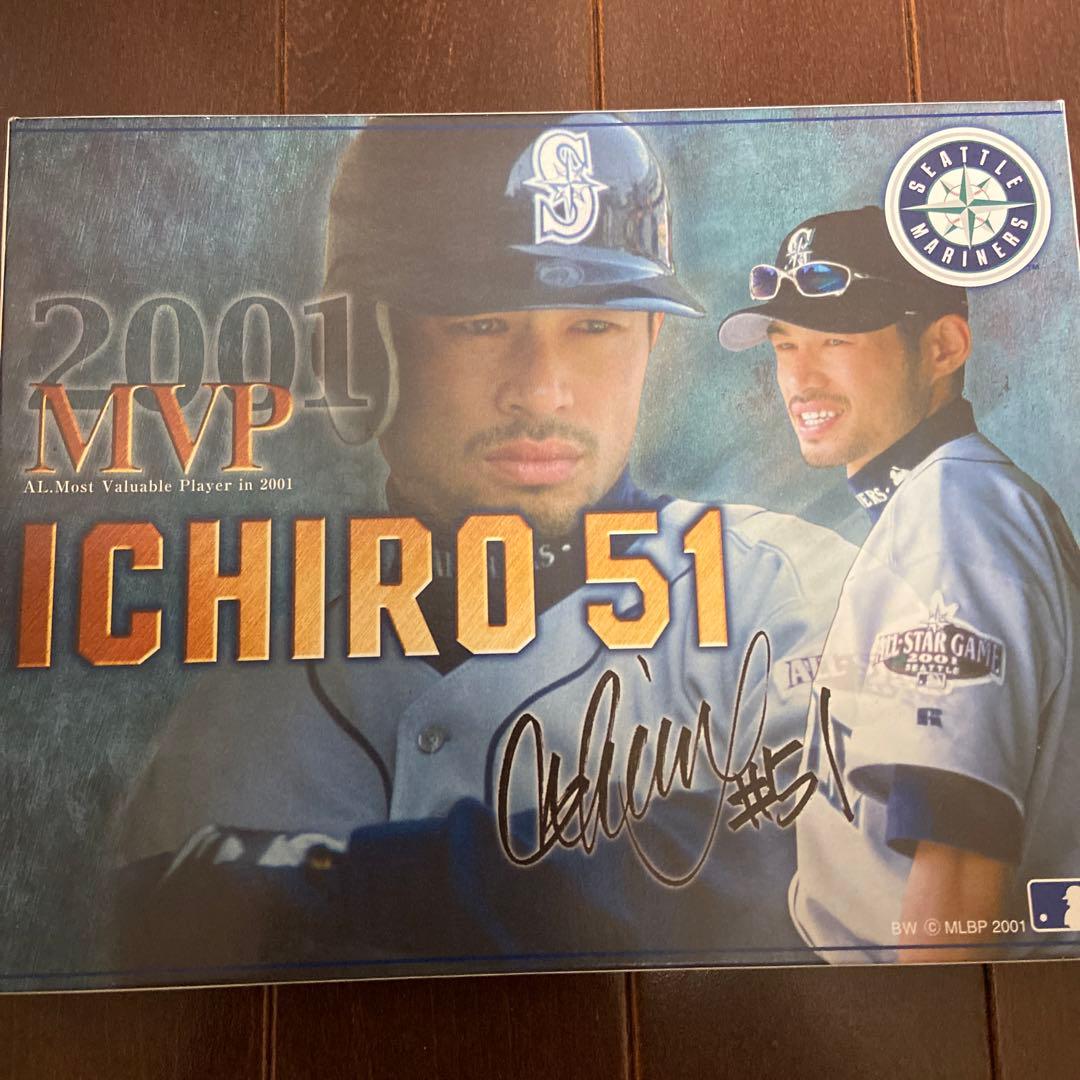 SEATTLE
MARINERS
™
S
2001
MVP
AL.Most Valuable Player in 2001
ICHIRO 51
ALL-STAR GAME
2001
SEATTLE
R
#51
BW © MLBP 2001